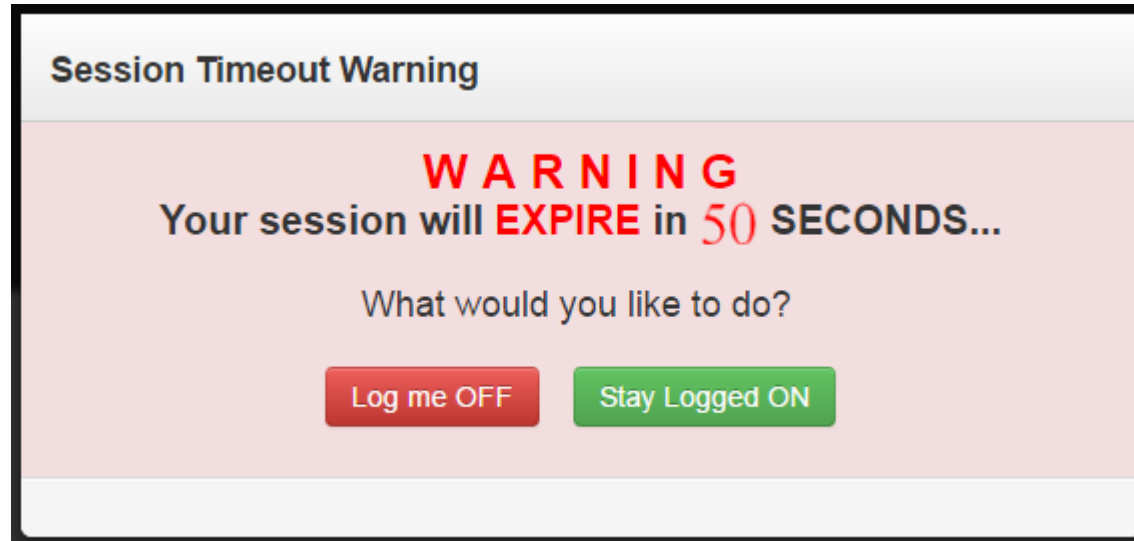 Session Timeout Warning
W A R N I N G
Your session will EXPIRE in 50 SECONDS...
What would you like to do?
Log me OFF
Stay Logged ON